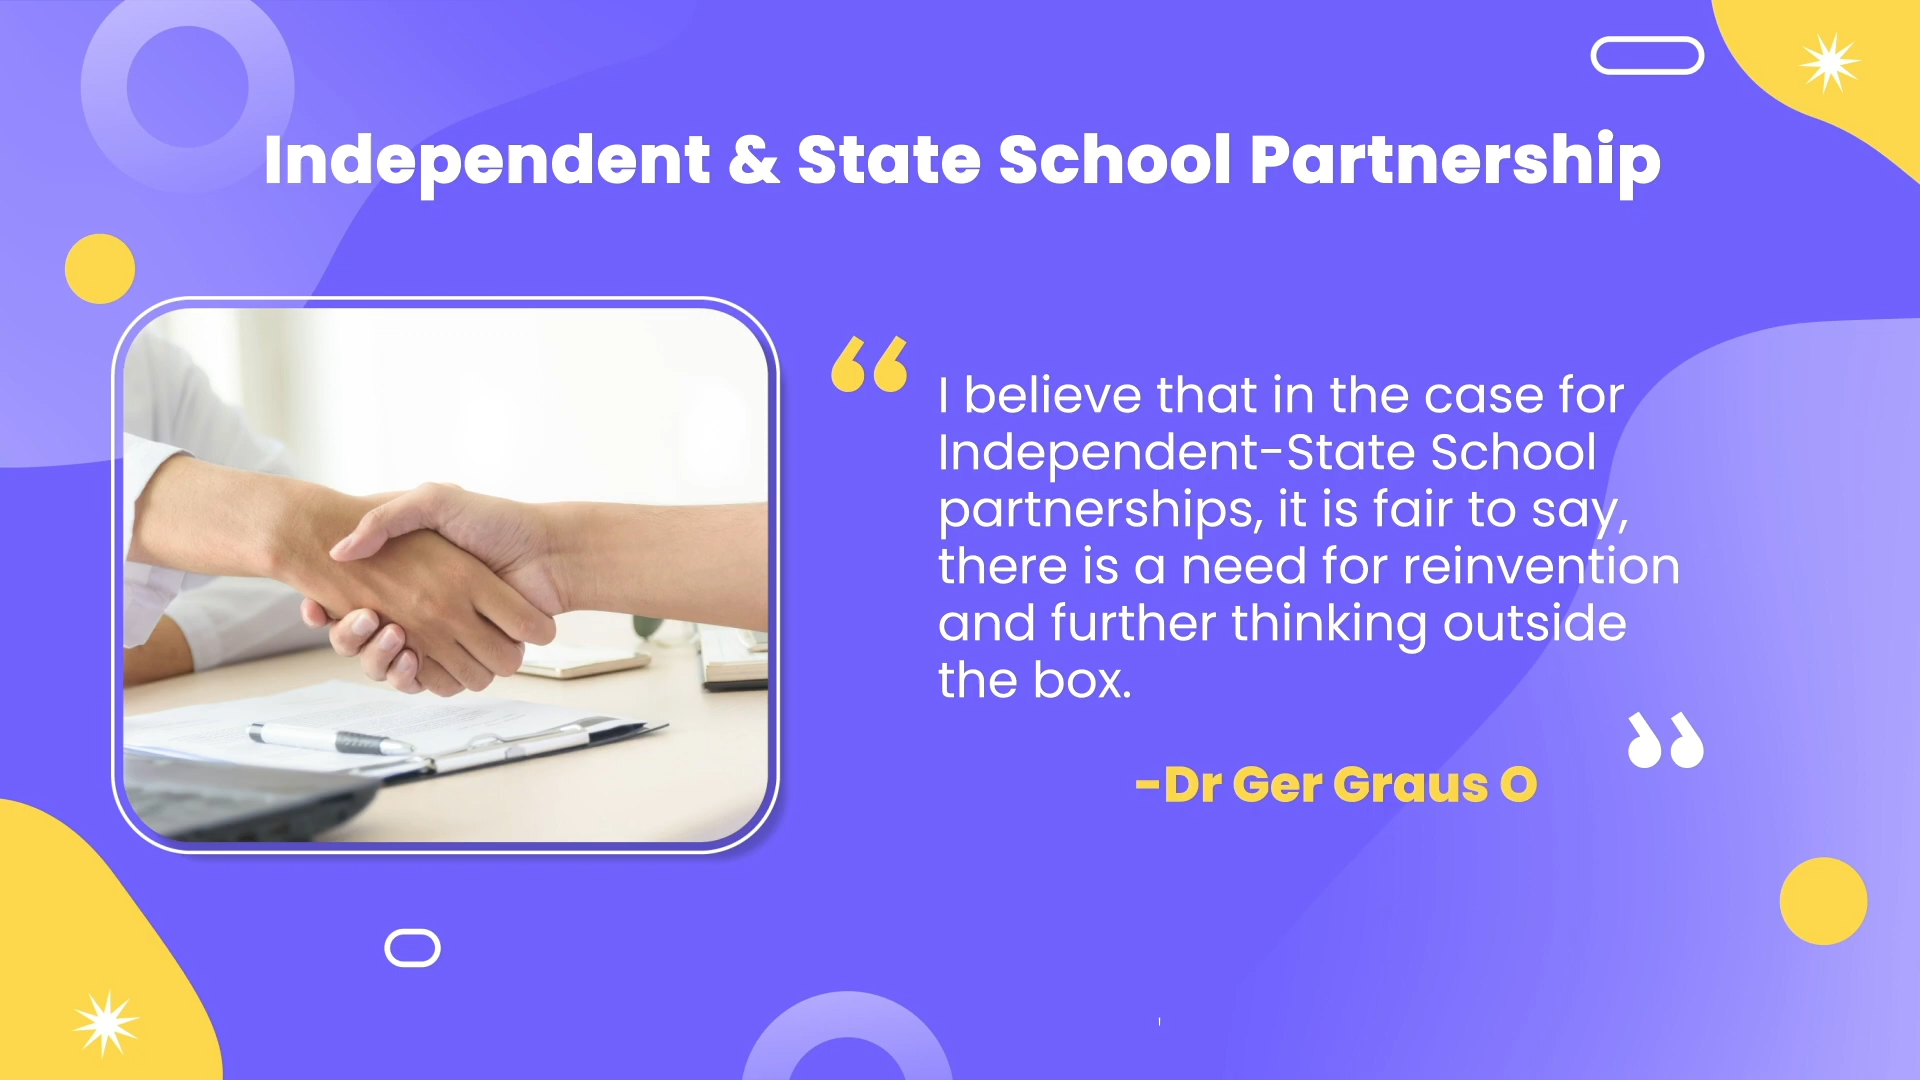 Independent & State School Partnership
“
I believe that in the case for
Independent-State School
partnerships, it is fair to say,
there is a need for reinvention
and further thinking outside
the box.
”
-Dr Ger Graus O